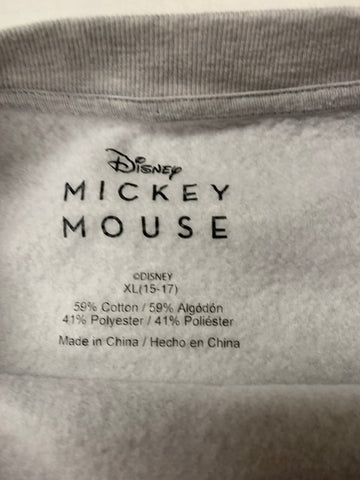 Disney
MICKEY
MOUSE
©DISNEY
XL(15-17)
59% Cotton / 59% Algódón
41% Polyester / 41% Poliéster
Made in China / Hecho en China